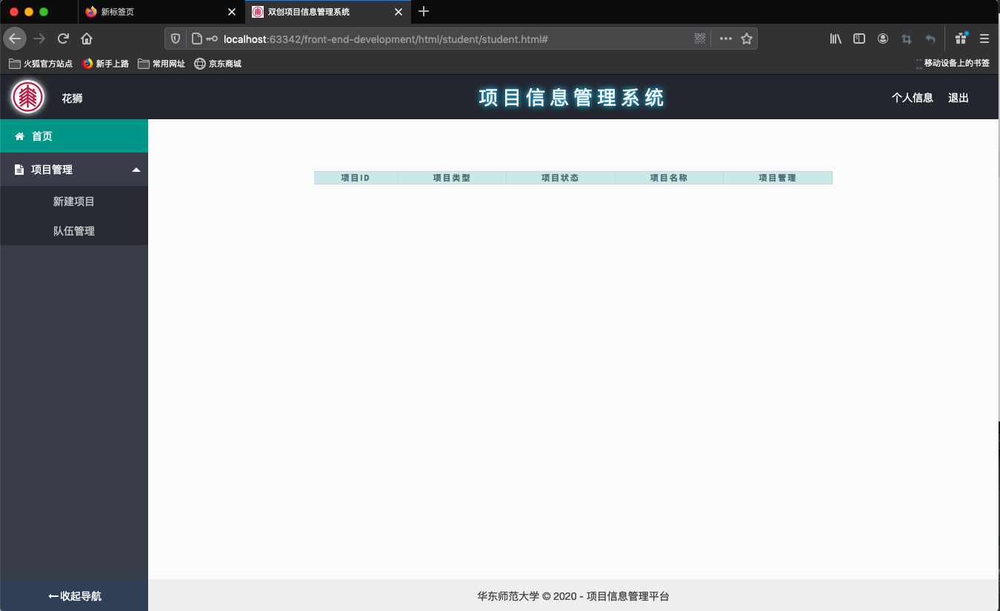 新标签页
双创项目信息管理系统
localhost:63342/front-end-development/html/student/student.html#
火狐官方站点 新手上路 常用网址 京东商城 移动设备上的书签
花狮 项目信息管理系统 个人信息 退出
首页
项目管理
新建项目
队伍管理
项目ID 项目类型 项目状态 项目名称 项目管理
收起导航
华东师范大学 © 2020 - 项目信息管理平台